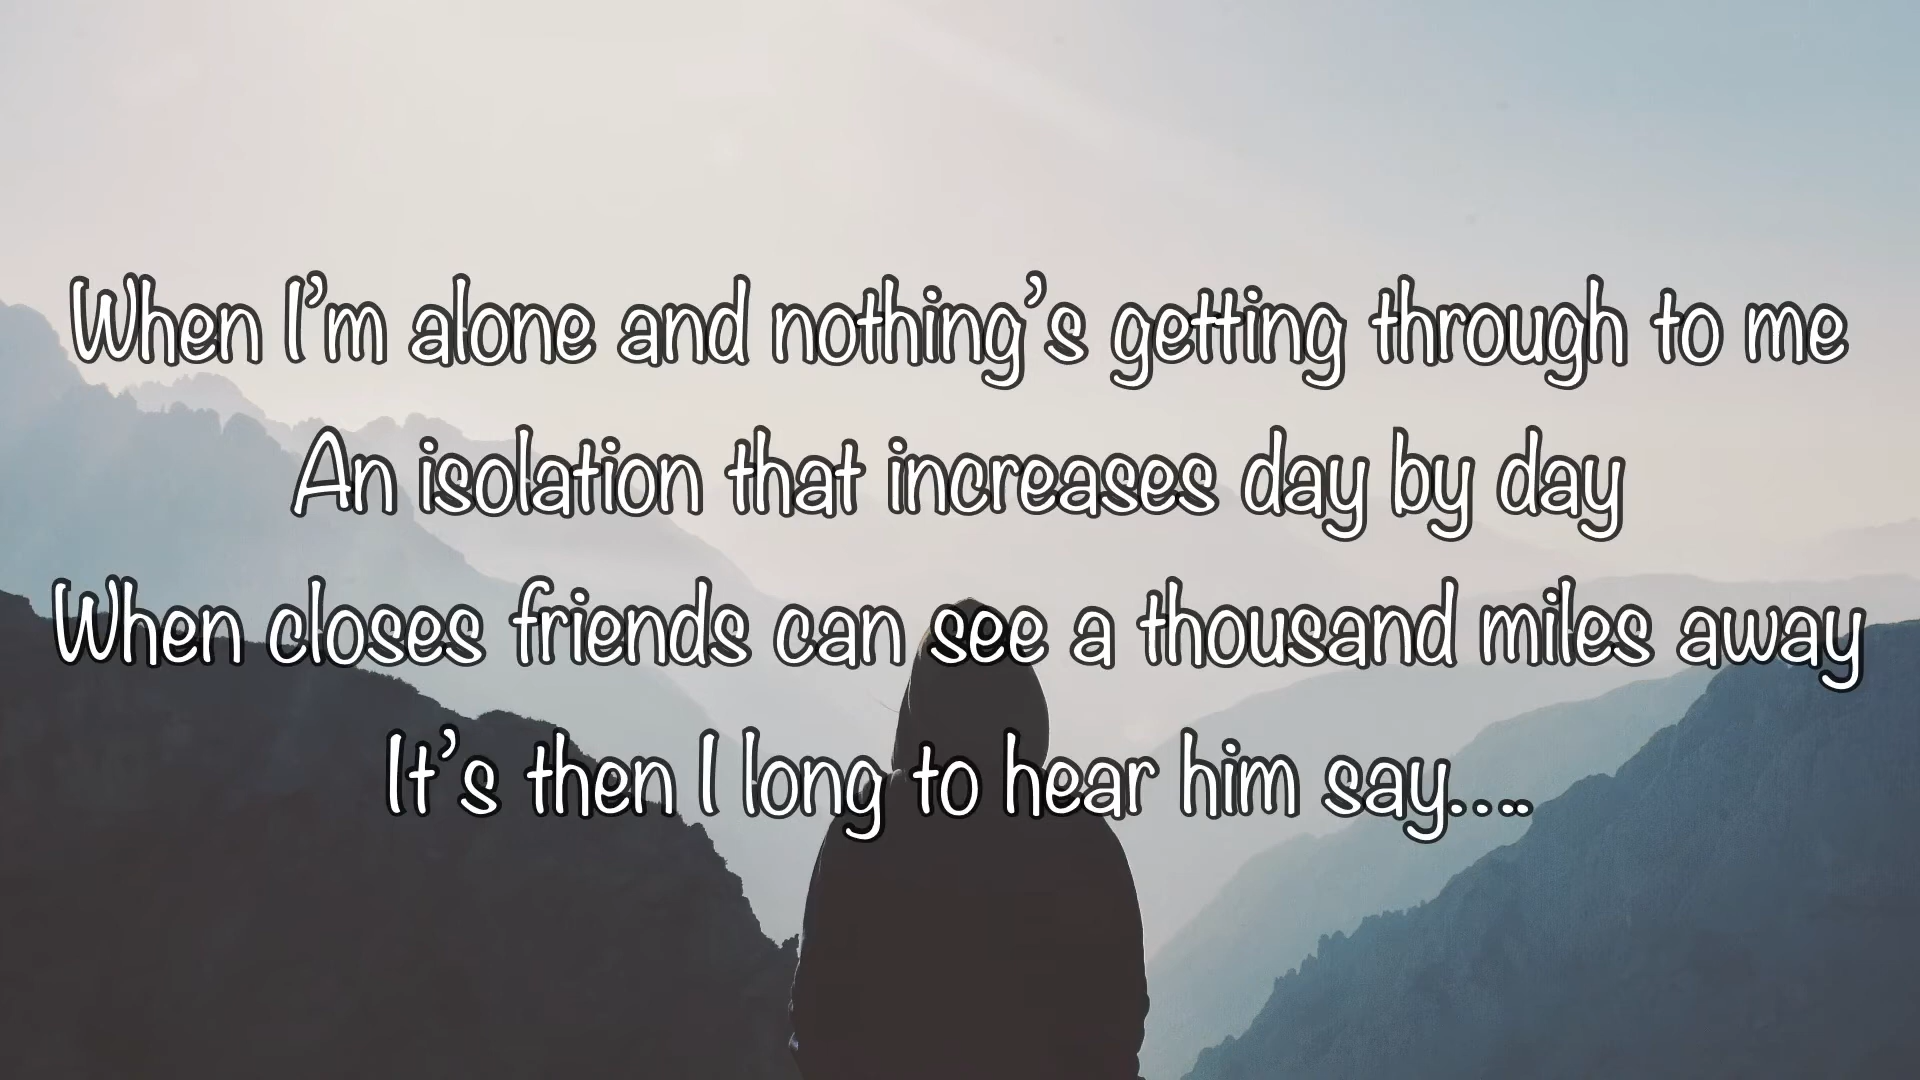 When I’m alone and nothing’s getting through to me
An isolation that increases day by day
When closes friends can see a thousand miles away
It’s then I long to hear him say....